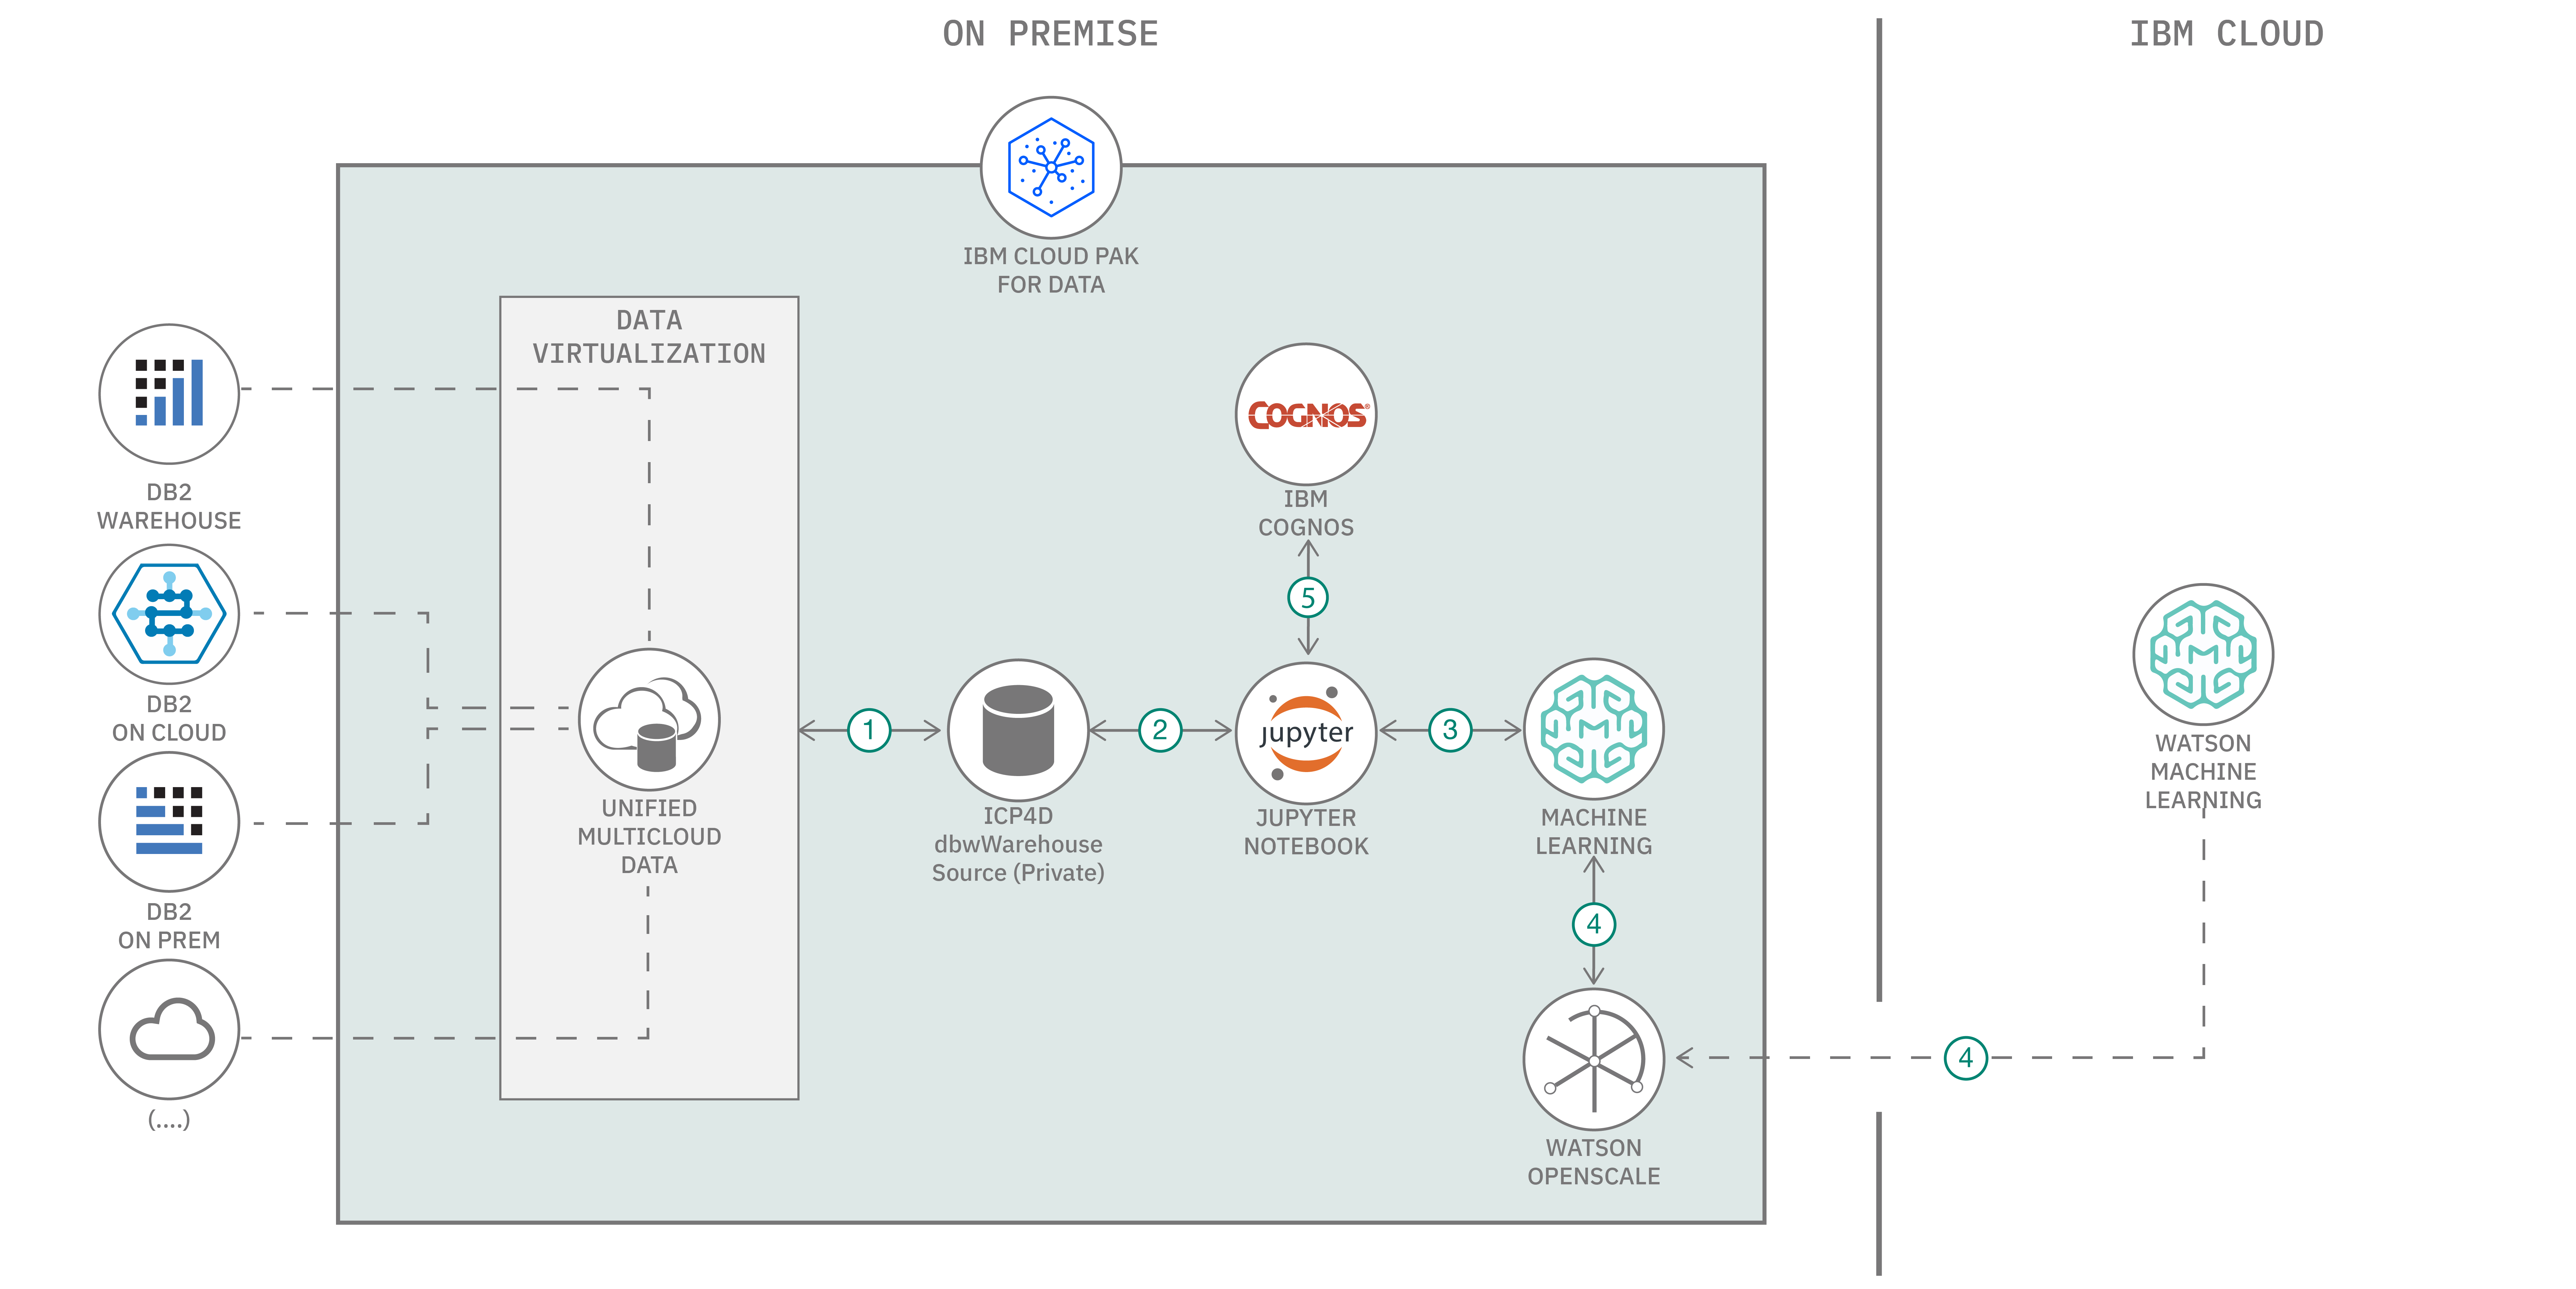 ON PREMISE
IBM CLOUD
IBM CLOUD PAK
FOR DATA
DATA
VIRTUALIZATION
DB2
WAREHOUSE
DB2
ON CLOUD
DB2
ON PREM
(....)
UNIFIED
MULTICLOUD
DATA
1
ICP4D
dbwWarehouse
Source (Private)
2
COGNOS®
IBM
COGNOS
5
jupyter
JUPYTER
NOTEBOOK
3
MACHINE
LEARNING
4
WATSON
OPENSCALE
4
WATSON
MACHINE
LEARNING